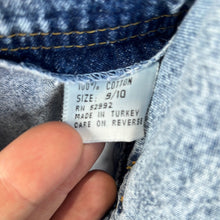 100% COTTON
SIZE: 9/10
RN 52992
MADE IN TURKEY
CARE ON REVERSE